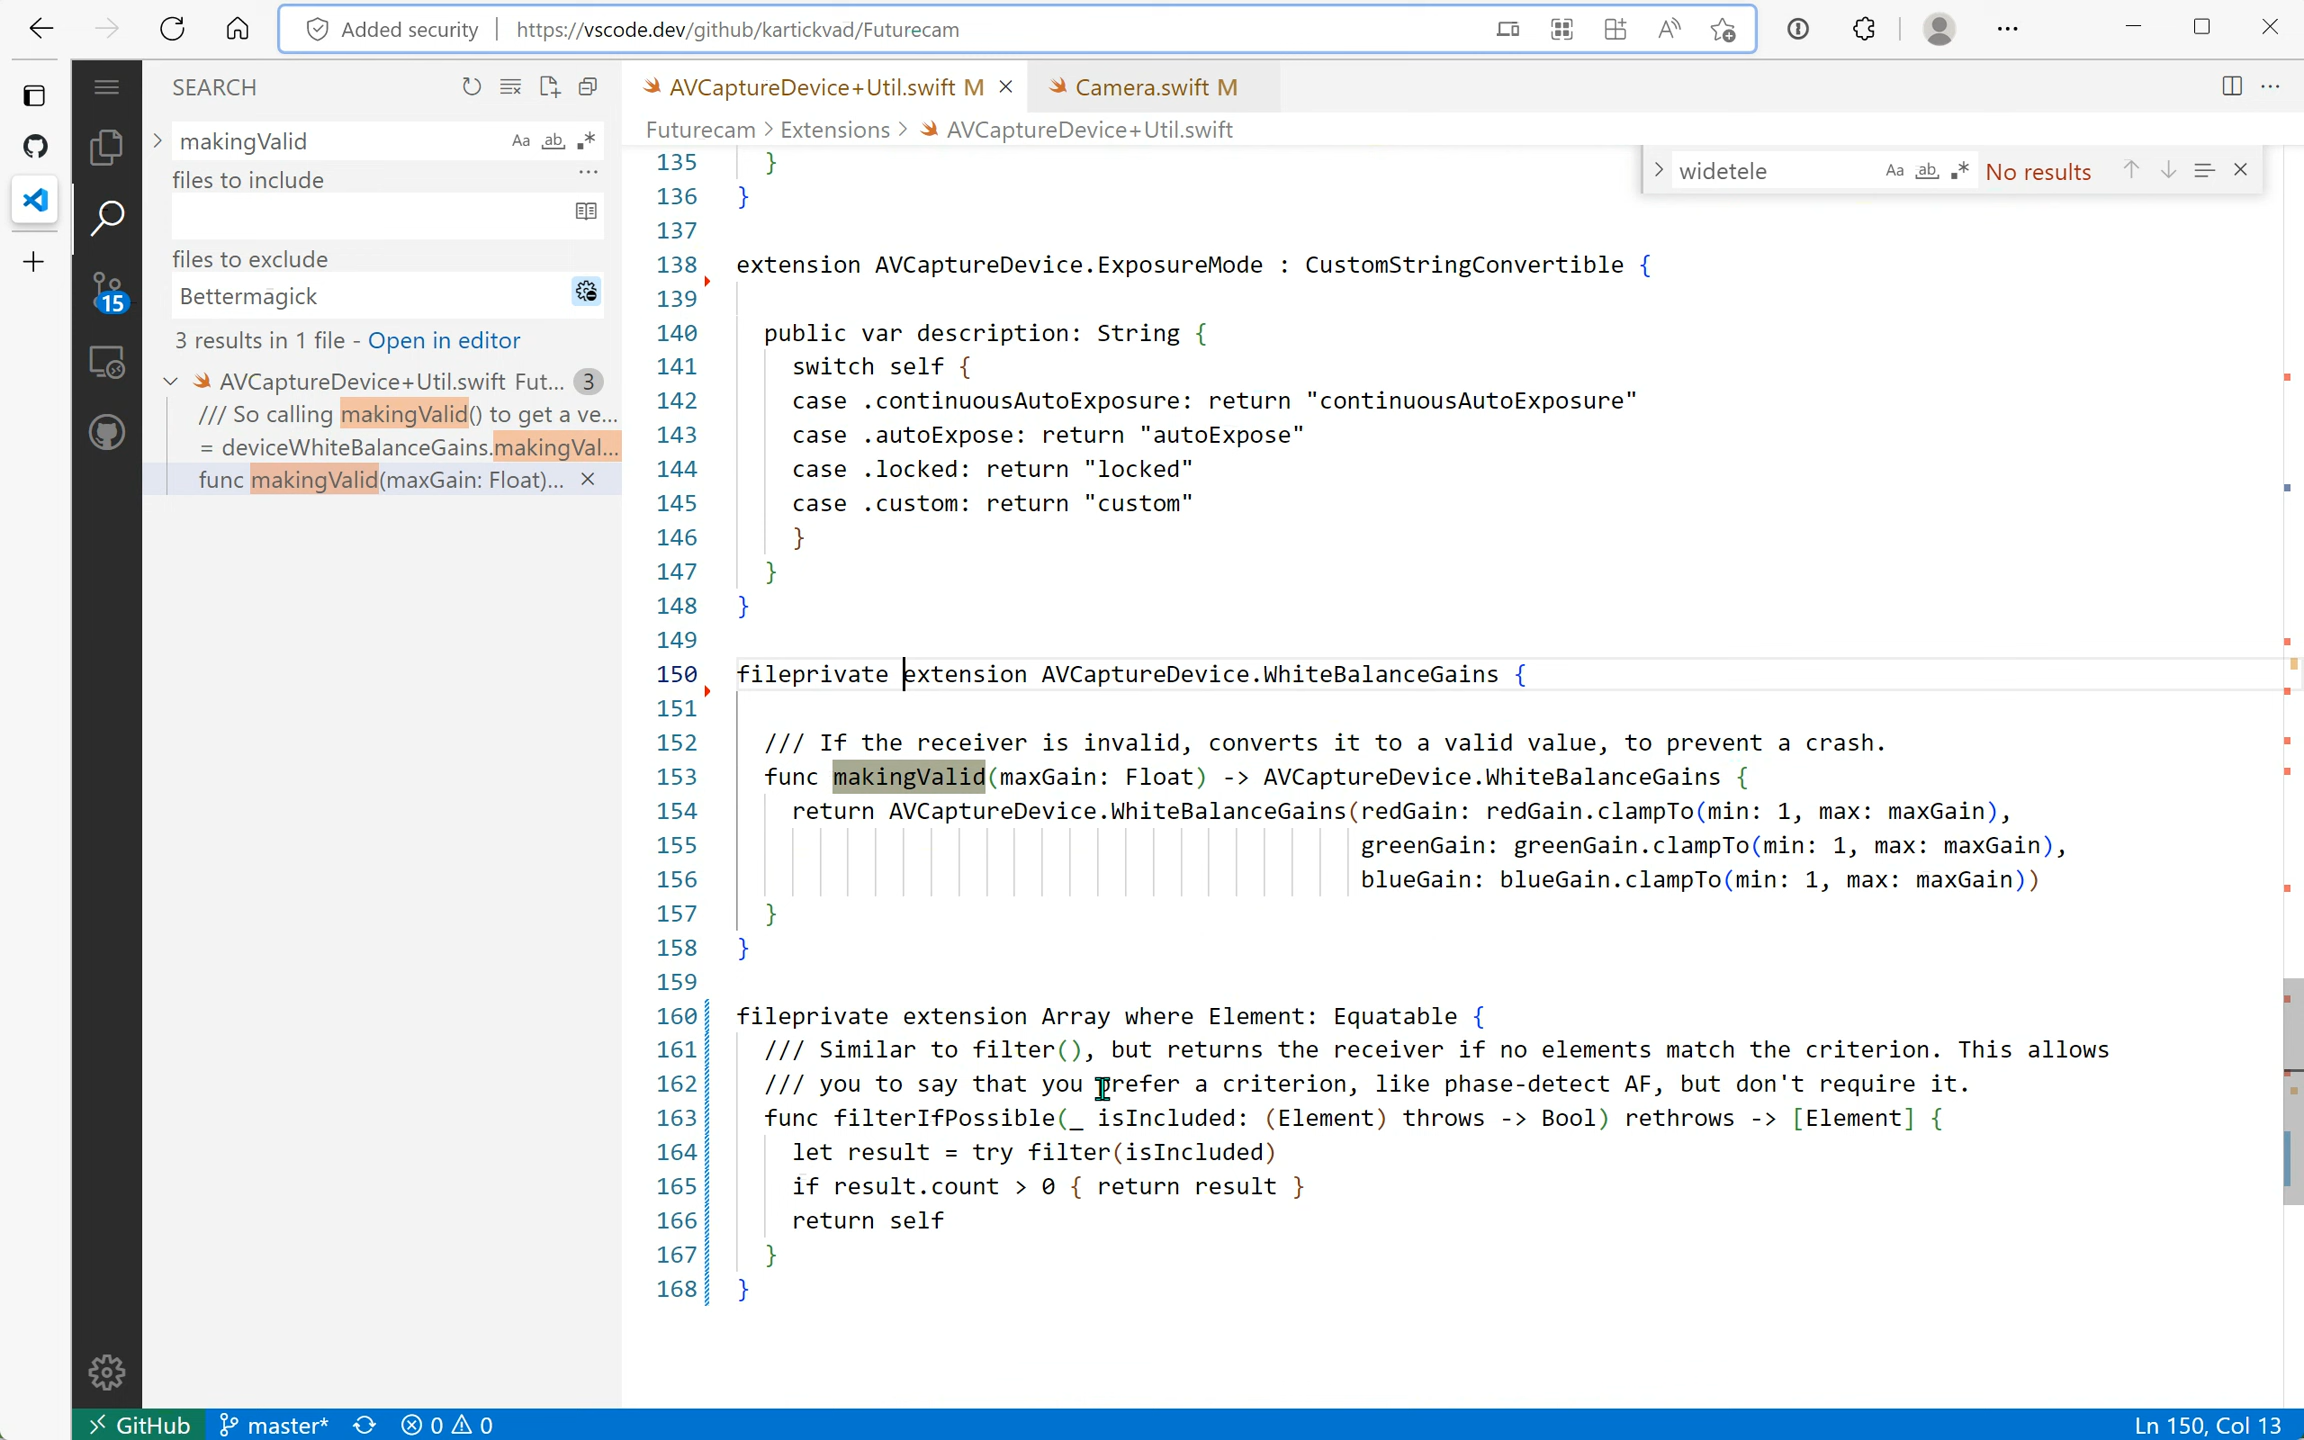 Added security
https://vscode.dev/github/kartickvad/Futurecam
SEARCH
makingValid
Aa ab .*
files to include
files to exclude
Bettermagick
3 results in 1 file - Open in editor
AVCaptureDevice+Util.swift Fut... 3
/// So calling makingValid() to get a ve...
= deviceWhiteBalanceGains.makingVal...
func makingValid(maxGain: Float)...
15
AVCaptureDevice+Util.swift M
Camera.swift M
Futurecam > Extensions > AVCaptureDevice+Util.swift
widetele
Aa ab .*
No results
135 }
136 }
137
138 extension AVCaptureDevice.ExposureMode : CustomStringConvertible {
139
140 public var description: String {
141 switch self {
142 case .continuousAutoExposure: return "continuousAutoExposure"
143 case .autoExpose: return "autoExpose"
144 case .locked: return "locked"
145 case .custom: return "custom"
146 }
147 }
148 }
149
150 fileprivate extension AVCaptureDevice.WhiteBalanceGains {
151
152 /// If the receiver is invalid, converts it to a valid value, to prevent a crash.
153 func makingValid(maxGain: Float) -> AVCaptureDevice.WhiteBalanceGains {
154 return AVCaptureDevice.WhiteBalanceGains(redGain: redGain.clampTo(min: 1, max: maxGain),
155 greenGain: greenGain.clampTo(min: 1, max: maxGain),
156 blueGain: blueGain.clampTo(min: 1, max: maxGain))
157 }
158 }
159
160 fileprivate extension Array where Element: Equatable {
161 /// Similar to filter(), but returns the receiver if no elements match the criterion. This allows
162 /// you to say that you prefer a criterion, like phase-detect AF, but don't require it.
163 func filterIfPossible(_ isIncluded: (Element) throws -> Bool) rethrows -> [Element] {
164 let result = try filter(isIncluded)
165 if result.count > 0 { return result }
166 return self
167 }
168 }
GitHub master* 0 0
Ln 150, Col 13